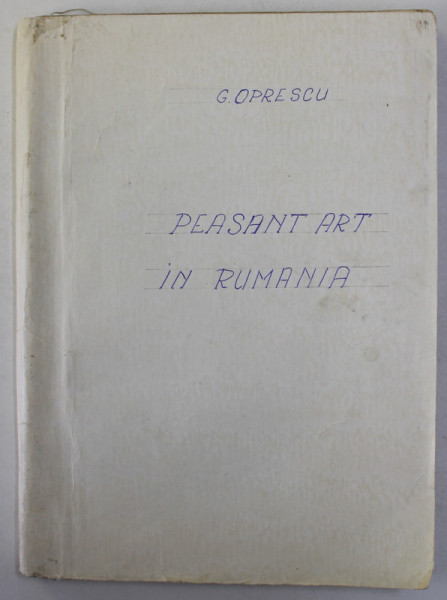 G. OPRESCU
PEASANT ART
iN RUMANIA